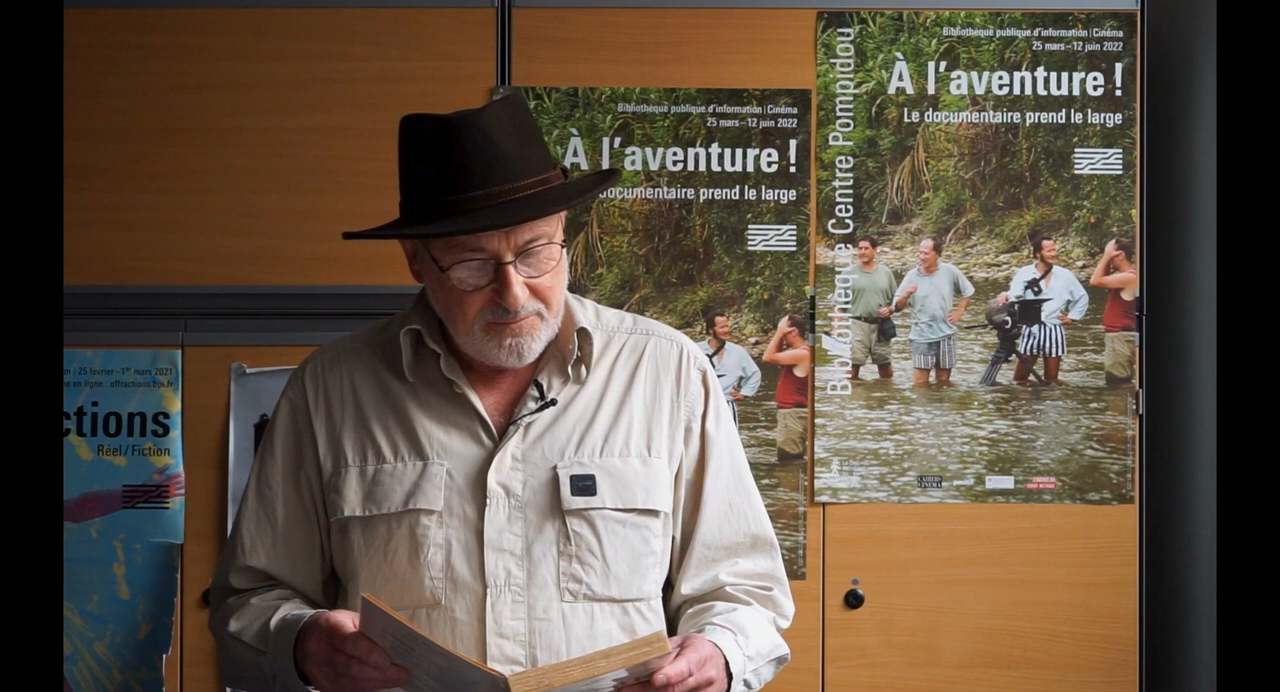 Bibliothèque publique d'information | Cinéma
25 mars – 12 juin 2022
À l'aventure !
Le documentaire prend le large
Bibliothèque Centre Pompidou
CAHIERS
CINÉMA
Bibliothèque publique d'information | Cinéma
25 mars – 12 juin 2022
À l'aventure !
documentaire prend le large
25 février – 1er mars 2021
en ligne : effractions.bpi.fr
ctions
Réel / Fiction